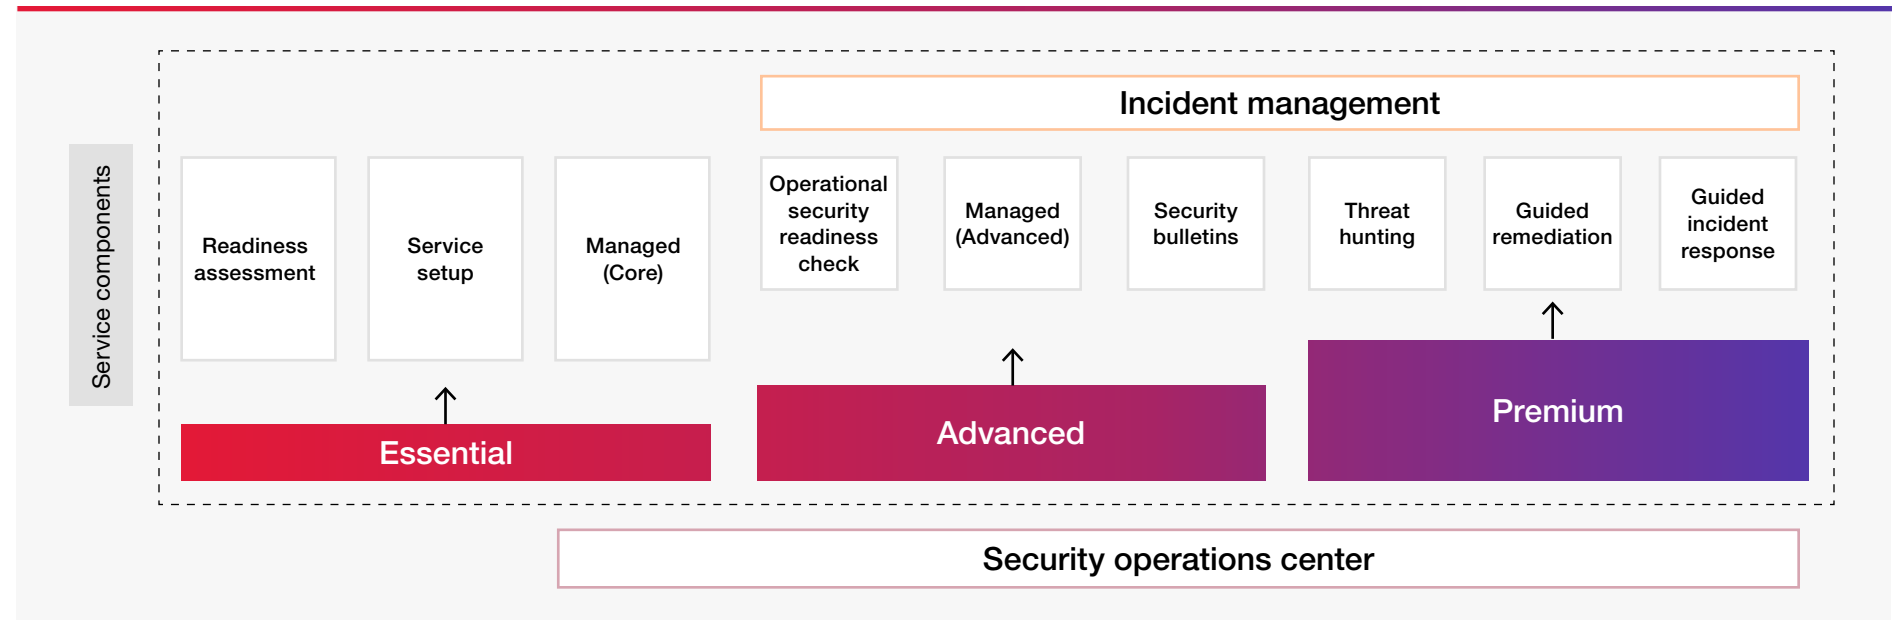 Incident management
Service components
Readiness
assessment
Service
setup
Managed
(Core)
Operational
security
readiness
check
Managed
(Advanced)
Security
bulletins
Threat
hunting
Guided
remediation
Guided
incident
response
Essential
Advanced
Premium
Security operations center